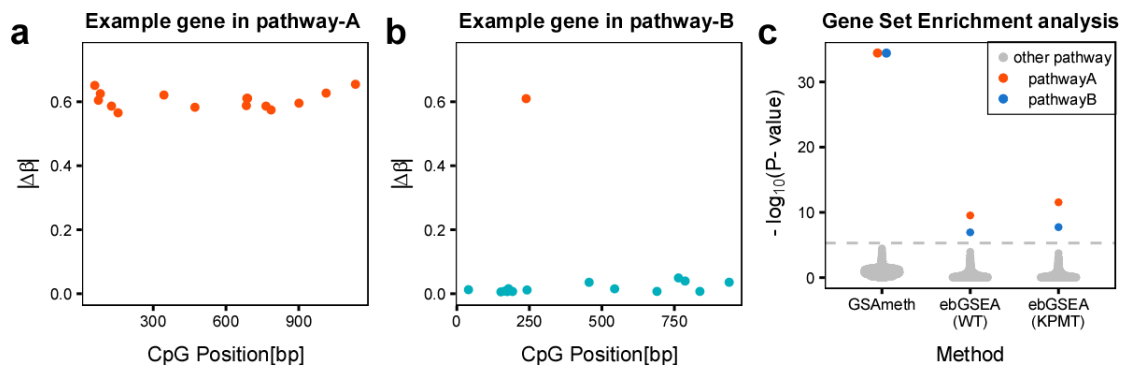 a
Example gene in pathway-A
|Δβ|
0.6
0.4
0.2
0.0
300
600
900
CpG Position[bp]
b
Example gene in pathway-B
|Δβ|
0.6
0.4
0.2
0.0
0
250
500
750
CpG Position[bp]
c
Gene Set Enrichment analysis
other pathway
pathwayA
pathwayB
- log10(P- value)
30
20
10
0
GSAmeth
ebGSEA
(WT)
ebGSEA
(KPMT)
Method